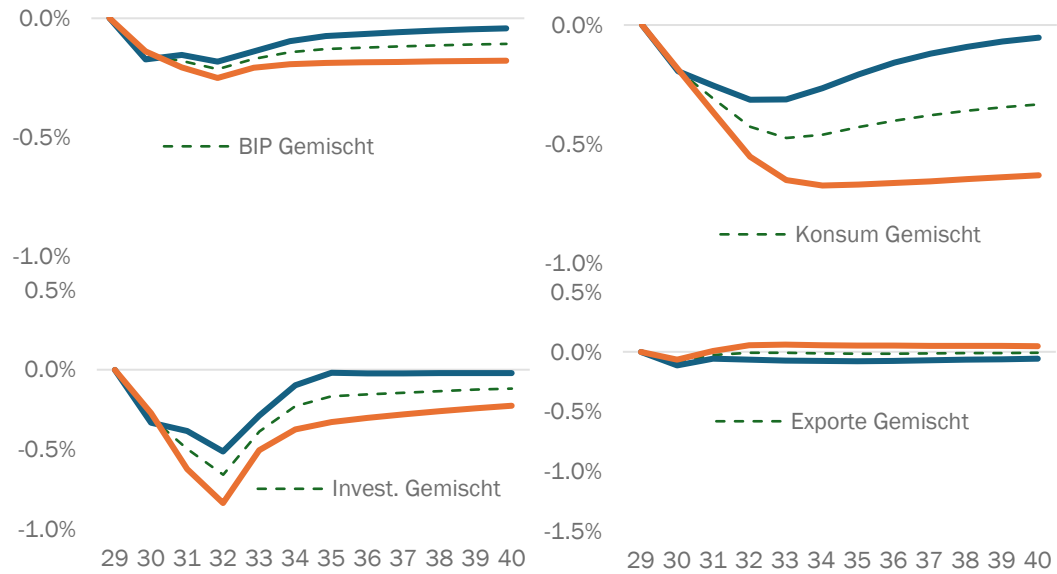 0.0%
-0.5%
BIP Gemischt
-1.0%
0.0%
-0.5%
Konsum Gemischt
-1.0%
0.5%
0.0%
-0.5%
Invest. Gemischt
-1.0%
29 30 31 32 33 34 35 36 37 38 39 40
0.5%
0.0%
-0.5%
Exporte Gemischt
-1.0%
-1.5%
29 30 31 32 33 34 35 36 37 38 39 40